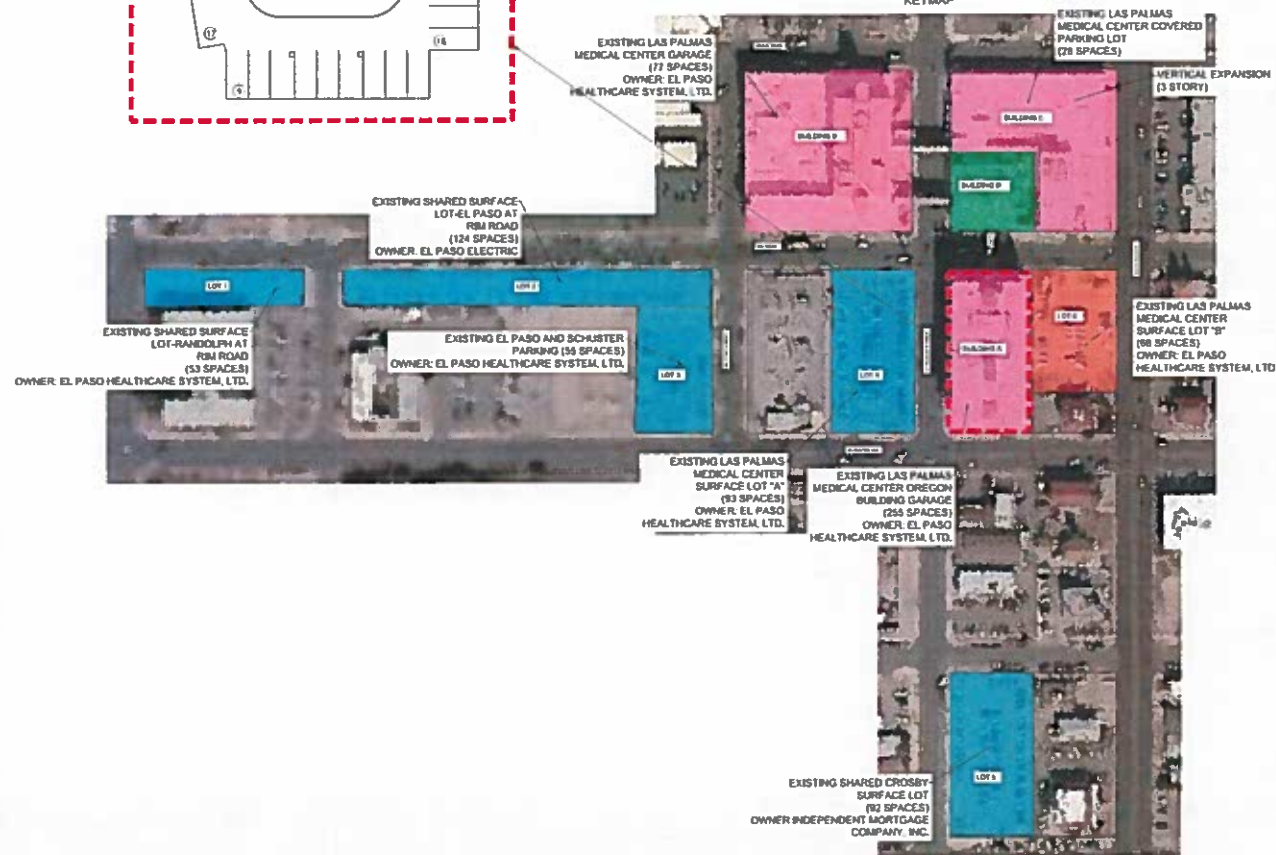 KEYMAP
17
18
9
EXISTING LAS PALMAS
MEDICAL CENTER GARAGE
(77 SPACES)
OWNER: EL PASO
HEALTHCARE SYSTEM, LTD.
EXISTING LAS PALMAS
MEDICAL CENTER COVERED
PARKING LOT
(28 SPACES)
VERTICAL EXPANSION
(3 STORY)
BUILDING C
BUILDING A
EXISTING SHARED SURFACE
LOT-EL PASO AT
RIM ROAD
(124 SPACES)
OWNER: EL PASO ELECTRIC
LOT 1
LOT 2
LOT 3
LOT 4
EXISTING SHARED SURFACE
LOT-RANDOLPH AT
RIM ROAD
(53 SPACES)
OWNER: EL PASO HEALTHCARE SYSTEM, LTD.
EXISTING EL PASO AND SCHUSTER
PARKING (55 SPACES)
OWNER: EL PASO HEALTHCARE SYSTEM, LTD.
EXISTING LAS PALMAS
MEDICAL CENTER
SURFACE LOT "B"
(68 SPACES)
OWNER: EL PASO
HEALTHCARE SYSTEM, LTD
EXISTING LAS PALMAS
MEDICAL CENTER
SURFACE LOT "A"
(93 SPACES)
OWNER: EL PASO
HEALTHCARE SYSTEM, LTD.
EXISTING LAS PALMAS
MEDICAL CENTER OREGON
BUILDING GARAGE
(255 SPACES)
OWNER: EL PASO
HEALTHCARE SYSTEM, LTD.
LOT 5
EXISTING SHARED CROSBY
SURFACE LOT
(92 SPACES)
OWNER INDEPENDENT MORTGAGE
COMPANY, INC.